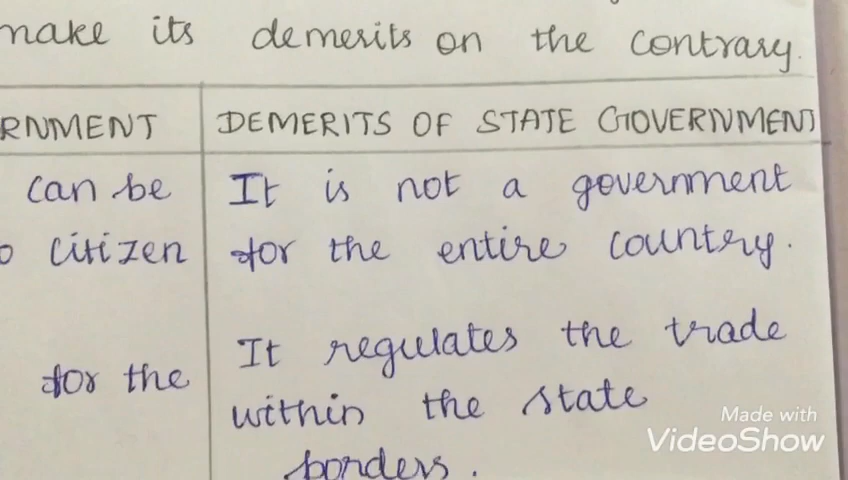 make its demerits on the contrary.
RNMENT
DEMERITS OF STATE GOVERNMENT
can be
It is not a government
o citizen
for the entire country.
It regulates the trade
for the
within the state
borders.
Made with
VideoShow